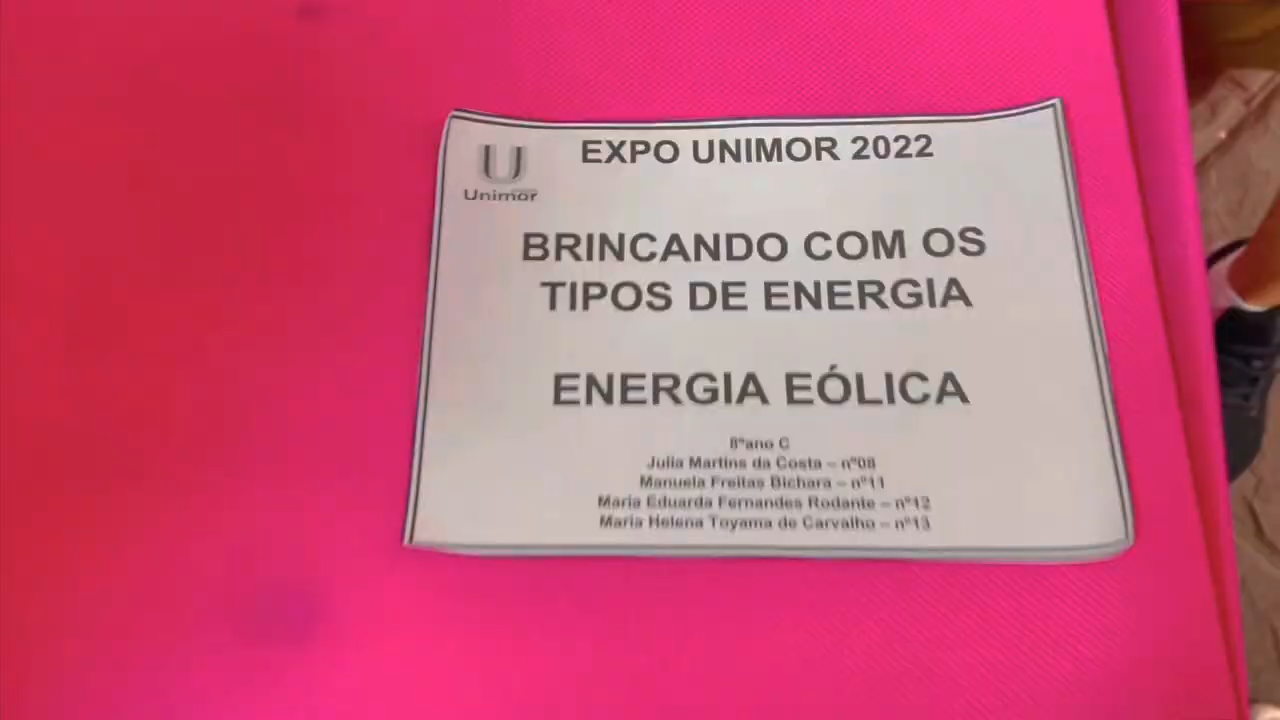 EXPO UNIMOR 2022
U
Unimor
BRINCANDO COM OS
TIPOS DE ENERGIA
ENERGIA EÓLICA
8ºano C
Julia Martins da Costa – nº08
Manuela Freitas Bichara – nº11
Maria Eduarda Fernandes Rodante – nº12
Maria Helena Toyama de Carvalho – nº13